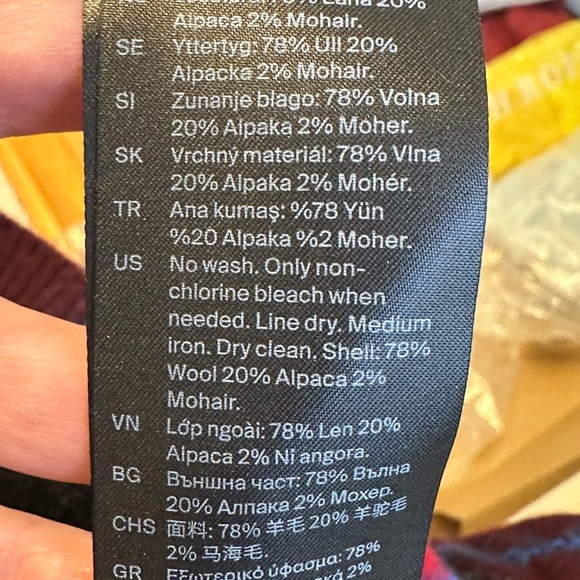 Lana 20%
Alpaca 2% Mohair.
SE Yttertyg: 78% Ull 20%
Alpacka 2% Mohair.
SI Zunanje blago: 78% Volna
20% Alpaka 2% Moher.
SK Vrchný materiál: 78% Vlna
20% Alpaka 2% Mohér.
TR Ana kumaş: %78 Yün
%20 Alpaka %2 Moher.
US No wash. Only non-
chlorine bleach when
needed. Line dry. Medium
iron. Dry clean. Shell: 78%
Wool 20% Alpaca 2%
Mohair.
VN Lớp ngoài: 78% Len 20%
Alpaca 2% Ni angora.
BG Външна част: 78% Вълна
20% Алпака 2% Мохер.
CHS 面料: 78% 羊毛 20% 羊驼毛
2% 马海毛.
GR Εξωτερικό ύφασμα: 78%
2%